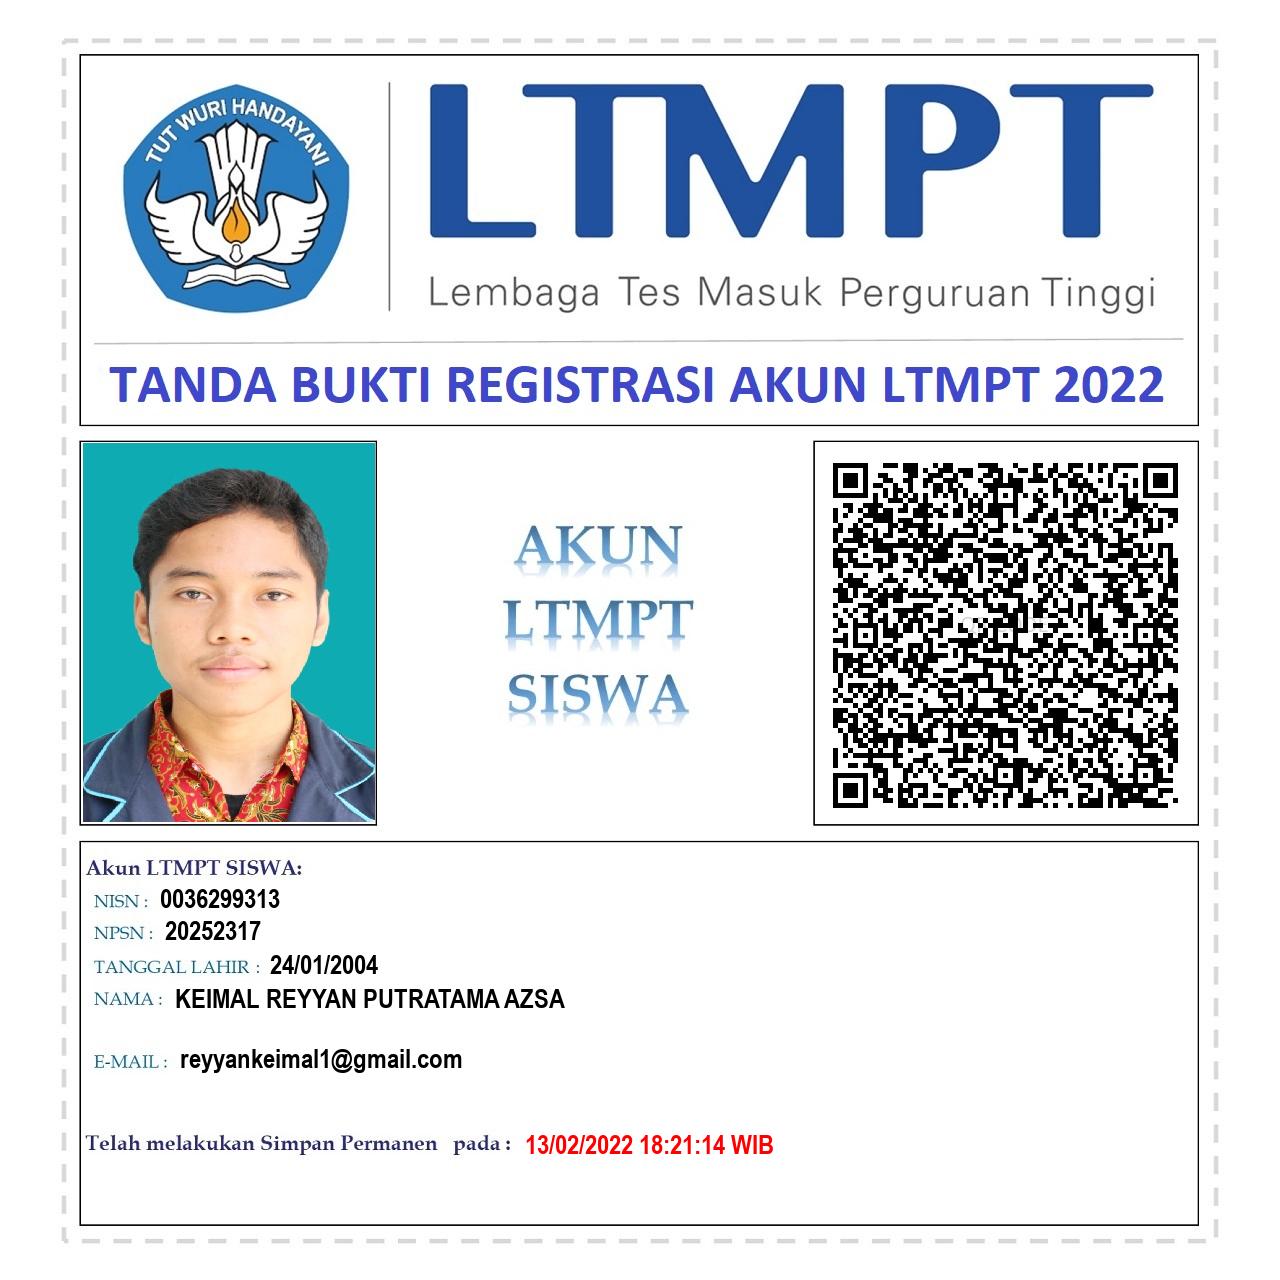 TUT WURI HANDAYANI
LTMPT
Lembaga Tes Masuk Perguruan Tinggi
TANDA BUKTI REGISTRASI AKUN LTMPT 2022
AKUN
LTMPT
SISWA
Akun LTMPT SISWA:
NISN : 0036299313
NPSN : 20252317
TANGGAL LAHIR : 24/01/2004
NAMA : KEIMAL REYYAN PUTRATAMA AZSA
E-MAIL : reyyankeimal1@gmail.com
Telah melakukan Simpan Permanen pada : 13/02/2022 18:21:14 WIB